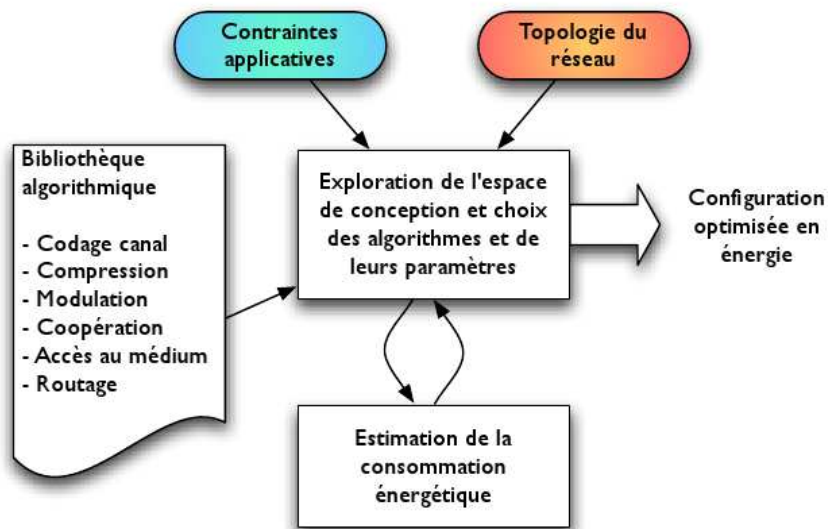 Contraintes
applicatives
Topologie du
réseau
Bibliothèque
algorithmique
- Codage canal
- Compression
- Modulation
- Coopération
- Accès au médium
- Routage
Exploration de l'espace
de conception et choix
des algorithmes et de
leurs paramètres
Configuration
optimisée en
énergie
Estimation de la
consommation
énergétique